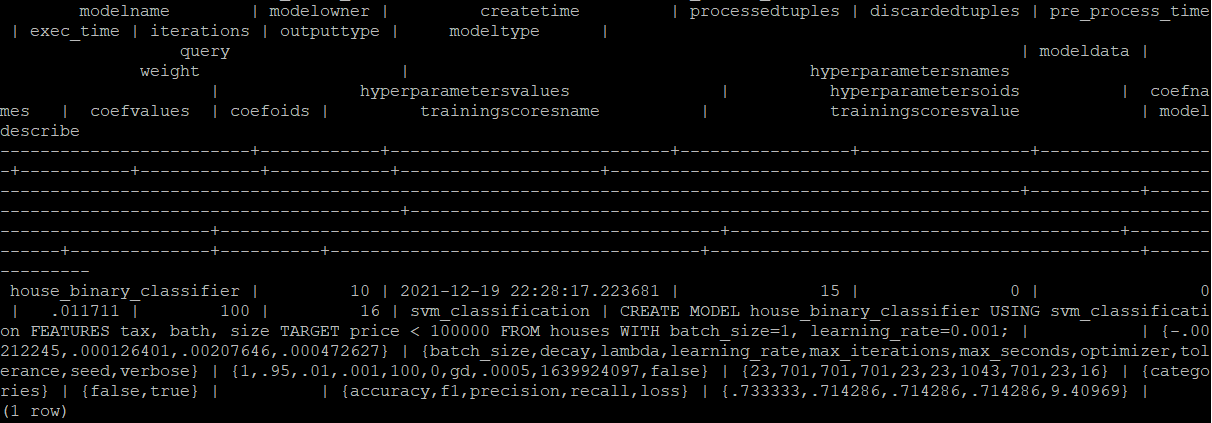 modelname | modelowner | createtime | processedtuples | discardedtuples | pre_process_time
| exec_time | iterations | outputtype | modeltype |
query | modeldata |
weight | hyperparametersnames
| hyperparametersvalues | hyperparametersoids | coefna
mes | coefvalues | coefoids | trainingscoresname | trainingscoresvalue | model
describe
-------------------------+------------+----------------------------+-----------------+-----------------+-----------------
-+-----------+------------+------------+--------------------+------------------------------------------------------------
------------------------------------------------------------------------------------------------------+-----------+------
----------------------------------------+--------------------------------------------------------------------------------
---------------------+--------------------------------------------------+---------------------------------------+--------
------+--------------+----------+-------------------------------------+-------------------------------------------+------
---------
house_binary_classifier | 10 | 2021-12-19 22:28:17.223681 | 15 | 0 | 0
| .011711 | 100 | 16 | svm_classification | CREATE MODEL house_binary_classifier USING svm_classificati
on FEATURES tax, bath, size TARGET price < 100000 FROM houses WITH batch_size=1, learning_rate=0.001; | | {-.00
212245,.000126401,.00207646,.000472627} | {batch_size,decay,lambda,learning_rate,max_iterations,max_seconds,optimizer,tol
erance,seed,verbose} | {1,.95,.01,.001,100,0,gd,.0005,1639924097,false} | {23,701,701,701,23,23,1043,701,23,16} | {catego
ries} | {false,true} | | {accuracy,f1,precision,recall,loss} | {.733333,.714286,.714286,.714286,9.40969} |
(1 row)